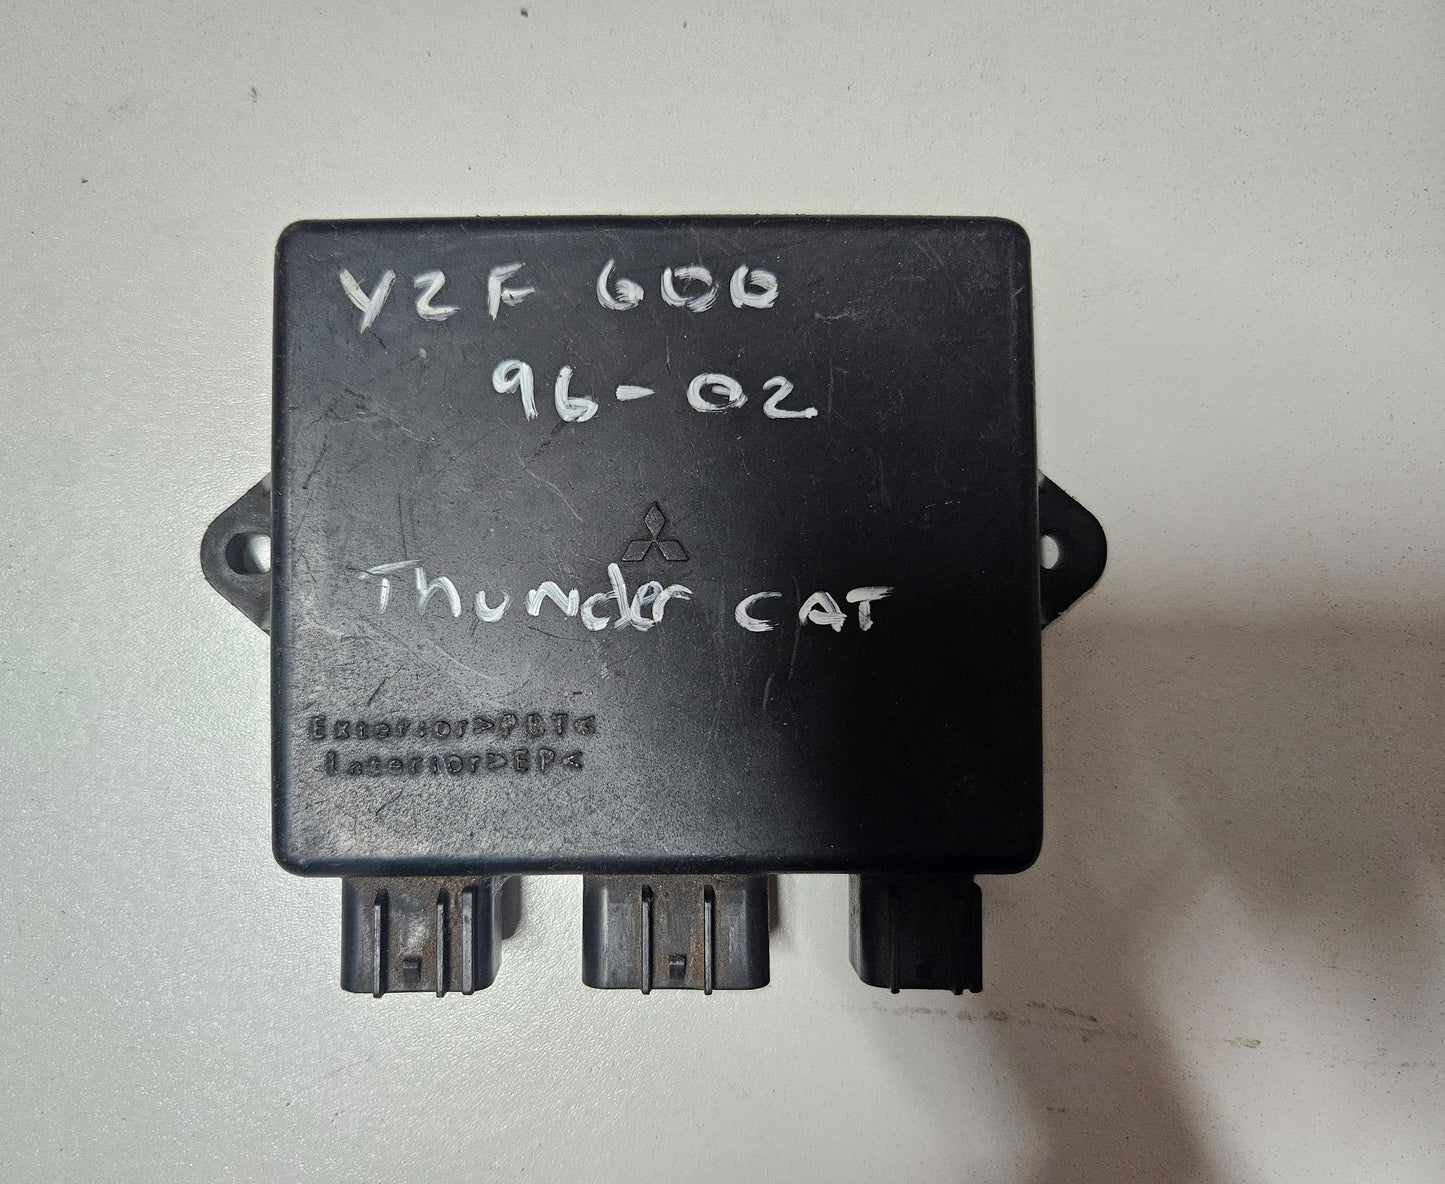 YZF 600
96-02
Thunder CAT
Exterior>PBT<
Interior>EP<